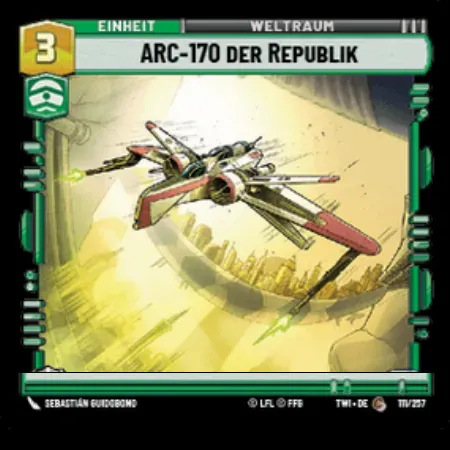 EINHEIT WELTRAUM
3 ARC-170 DER REPUBLIK
SEBASTIÁN GUIDOBONO © LFL © FFG TWI • DE 111/257